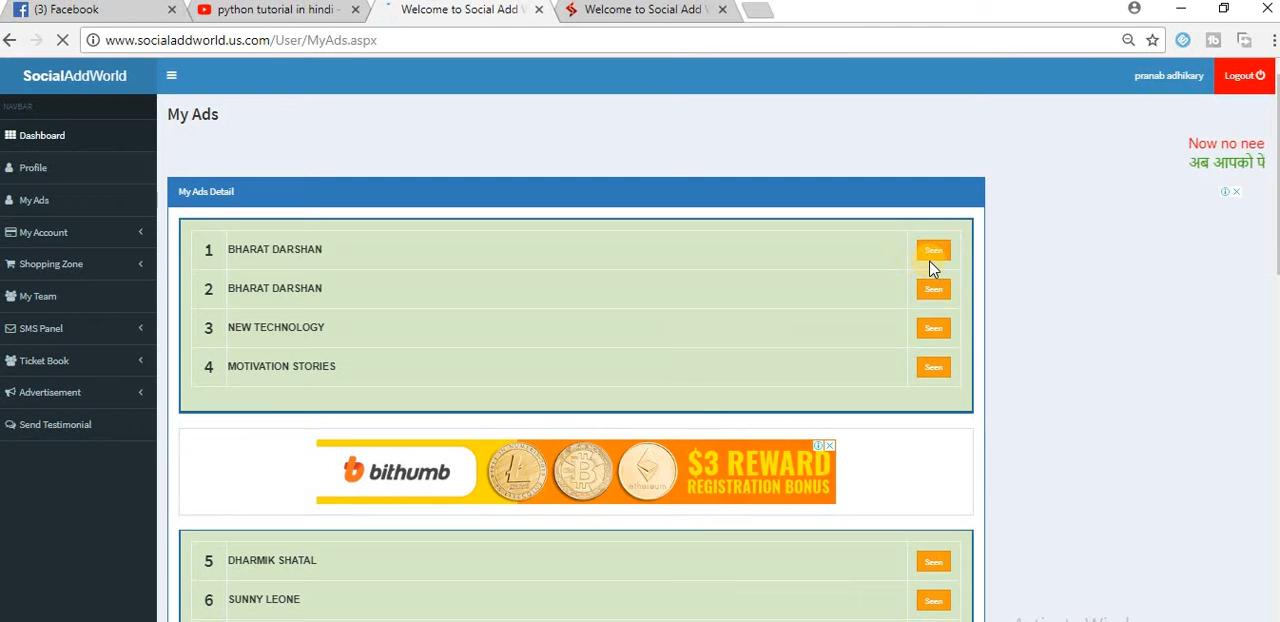 (3) Facebook
python tutorial in hindi -
Welcome to Social Add W
Welcome to Social Add W
www.socialaddworld.us.com/User/MyAds.aspx
SocialAddWorld
pranab adhikary
Logout
NAVBAR
Dashboard
Profile
My Ads
My Account
Shopping Zone
My Team
SMS Panel
Ticket Book
Advertisement
Send Testimonial
My Ads
Now no nee
अब आपको पे
My Ads Detail
1 BHARAT DARSHAN Seen
2 BHARAT DARSHAN Seen
3 NEW TECHNOLOGY Seen
4 MOTIVATION STORIES Seen
bithumb
$3 REWARD
REGISTRATION BONUS
ethereum
5 DHARMIK SHATAL Seen
6 SUNNY LEONE Seen